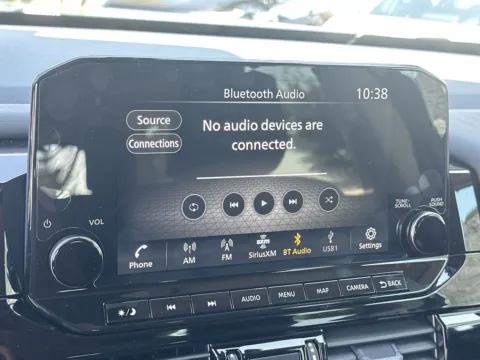 Bluetooth Audio 10:38
Source
No audio devices are
connected.
Connections
VOL
TUNE·
SCROLL
PUSH
SOUND
Phone
AM
FM
SiriusXM
BT Audio
USB1
Settings
AUDIO
MENU
MAP
CAMERA
BACK